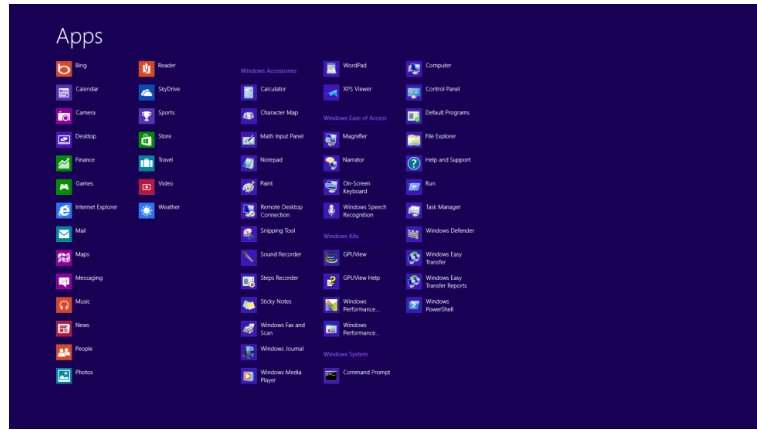 Apps
Bing
Calendar
Camera
Desktop
Finance
Games
Internet Explorer
Mail
Maps
Messaging
Music
News
People
Photos
Reader
SkyDrive
Sports
Store
Travel
Video
Weather
Windows Accessories
Calculator
Character Map
Math Input Panel
Notepad
Paint
Remote Desktop
Connection
Snipping Tool
Sound Recorder
Steps Recorder
Sticky Notes
Windows Fax and
Scan
Windows Journal
Windows Media
Player
WordPad
XPS Viewer
Windows Ease of Access
Magnifier
Narrator
On-Screen
Keyboard
Windows Speech
Recognition
Windows Kits
GPUView
GPUView Help
Windows
Performance...
Windows
Performance...
Windows System
Command Prompt
Computer
Control Panel
Default Programs
File Explorer
Help and Support
Run
Task Manager
Windows Defender
Windows Easy
Transfer
Windows Easy
Transfer Reports
Windows
PowerShell